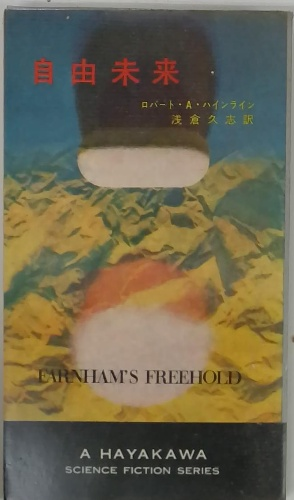 自由未来
ロバート・A・ハインライン
浅倉久志訳
FARNHAM'S FREEHOLD
A HAYAKAWA
SCIENCE FICTION SERIES